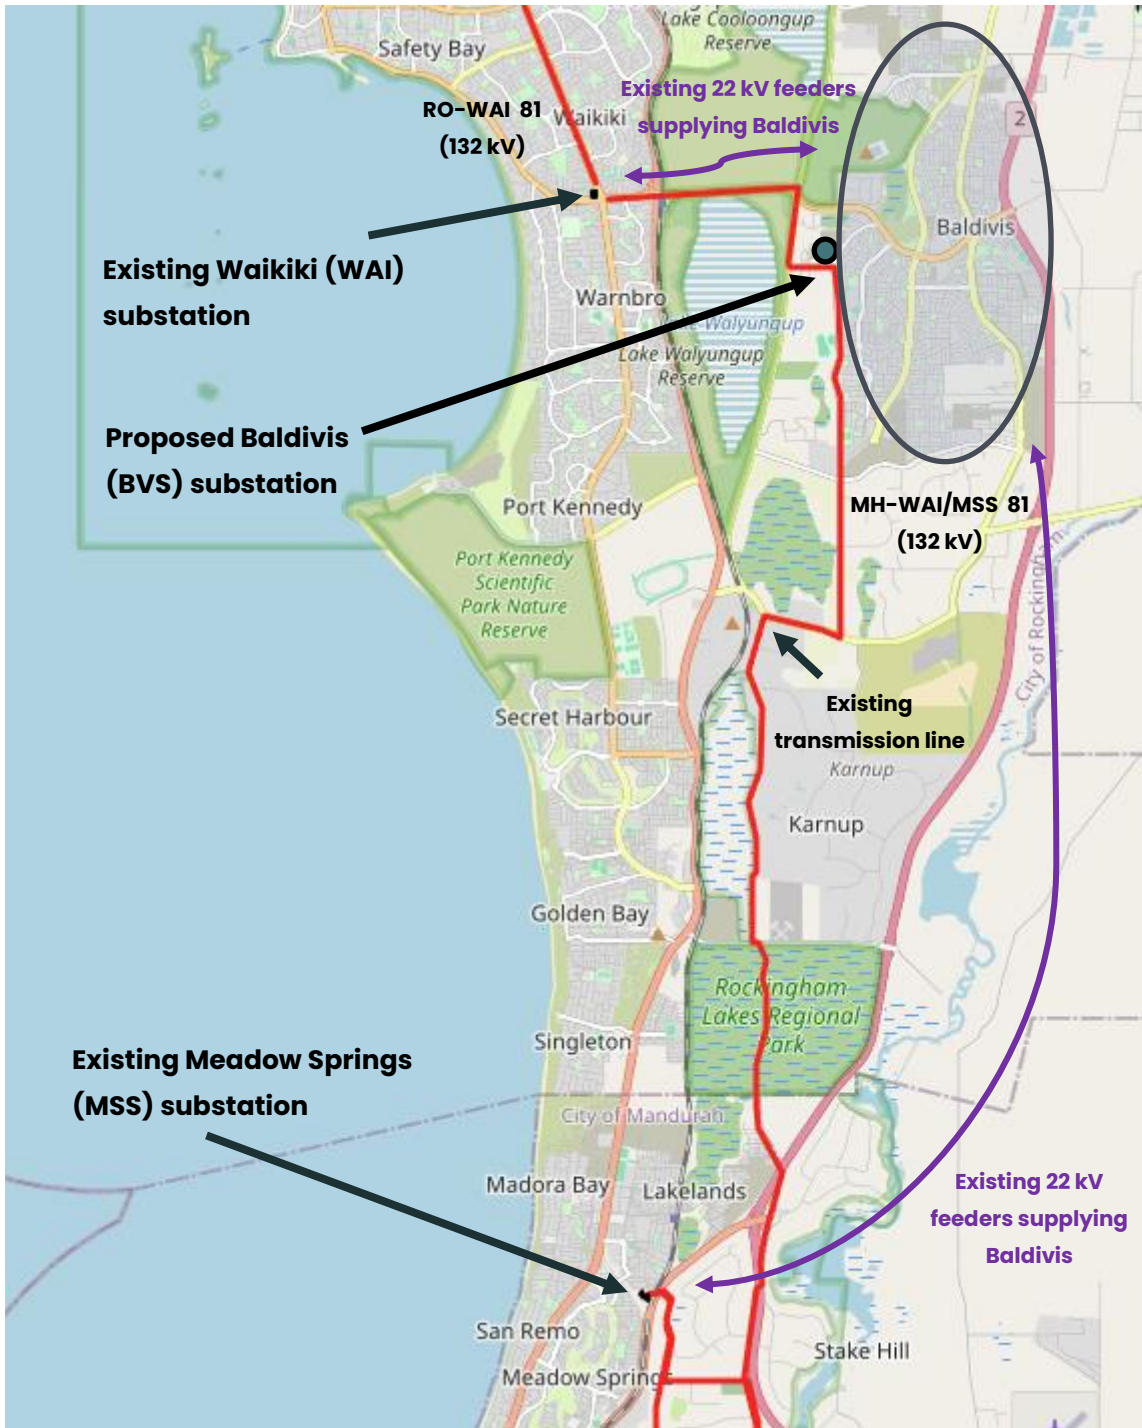 Lake Cooloongup
Reserve
Safety Bay
Existing 22 kV feeders
supplying Baldivis
RO-WAI 81
(132 kV)
Waikiki
2
Existing Waikiki (WAI)
substation
Baldivis
Warnbro
Lake Walyungup
Lake Walyungup
Reserve
Proposed Baldivis
(BVS) substation
Port Kennedy
MH-WAI/MSS 81
(132 kV)
Port Kennedy
Scientific
Park Nature
Reserve
City of Rockingham
Existing
transmission line
Secret Harbour
Karnup
Karnup
Golden Bay
Rockingham
Lakes Regional
Park
Singleton
Existing Meadow Springs
(MSS) substation
City of Mandurah
Madora Bay
Lakelands
Existing 22 kV
feeders supplying
Baldivis
San Remo
Stake Hill
Meadow Springs